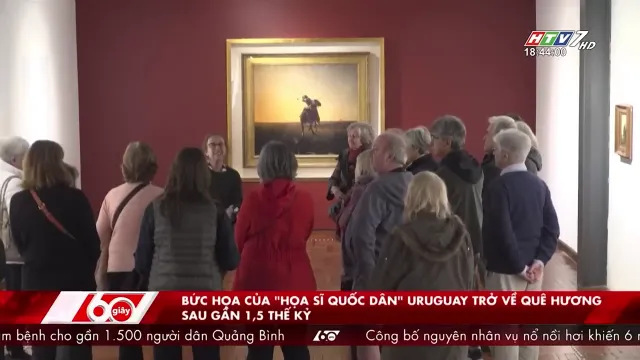 HTV7 HD
18:44:00
60 giây
BỨC HỌA CỦA "HỌA SĨ QUỐC DÂN" URUGUAY TRỞ VỀ QUÊ HƯƠNG
SAU GẦN 1,5 THẾ KỶ
m bệnh cho gần 1.500 người dân Quảng Bình
60 giây
Công bố nguyên nhân vụ nổ nồi hơi khiến 6